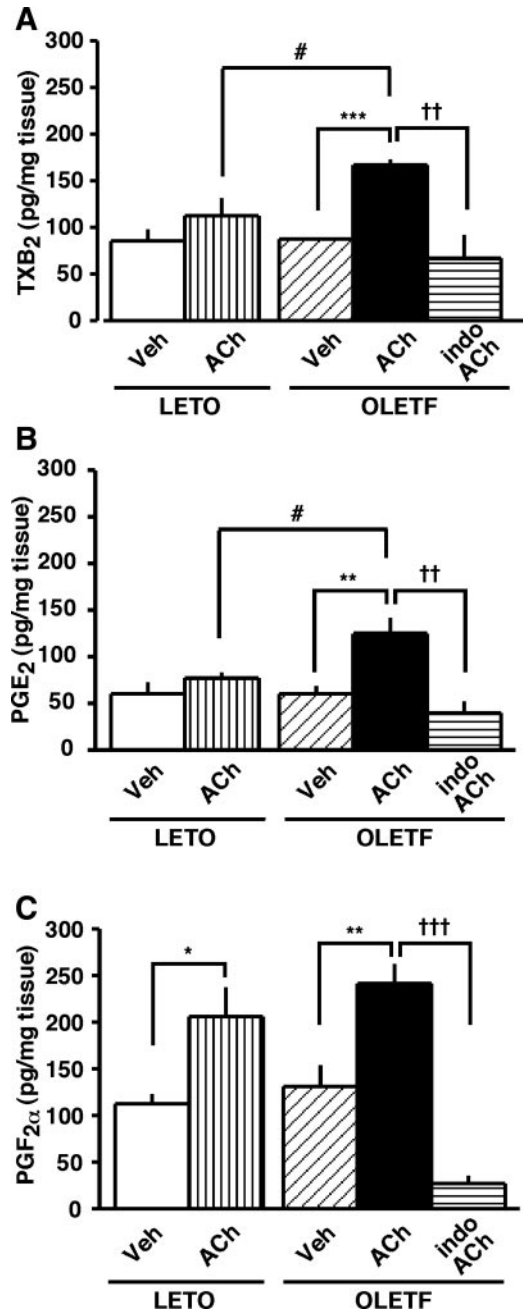 A
TXB2 (pg/mg tissue)
300
250
200
150
100
50
0
#
***
††
Veh
ACh
Veh
ACh
indo
ACh
LETO
OLETF
B
PGE2 (pg/mg tissue)
300
250
200
150
100
50
0
#
**
††
Veh
ACh
Veh
ACh
indo
ACh
LETO
OLETF
C
PGF2α (pg/mg tissue)
300
250
200
150
100
50
0
*
**
†††
Veh
ACh
Veh
ACh
indo
ACh
LETO
OLETF